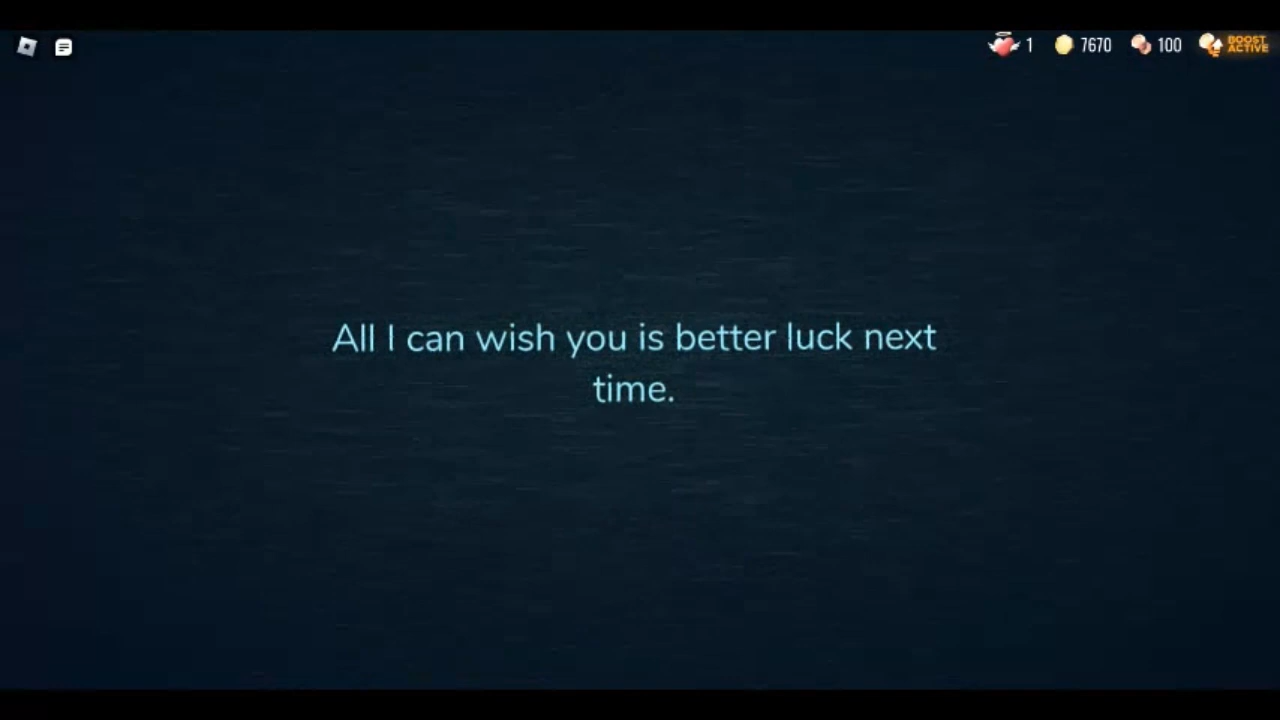 1 7670 100 BOOST
ACTIVE
All I can wish you is better luck next
time.